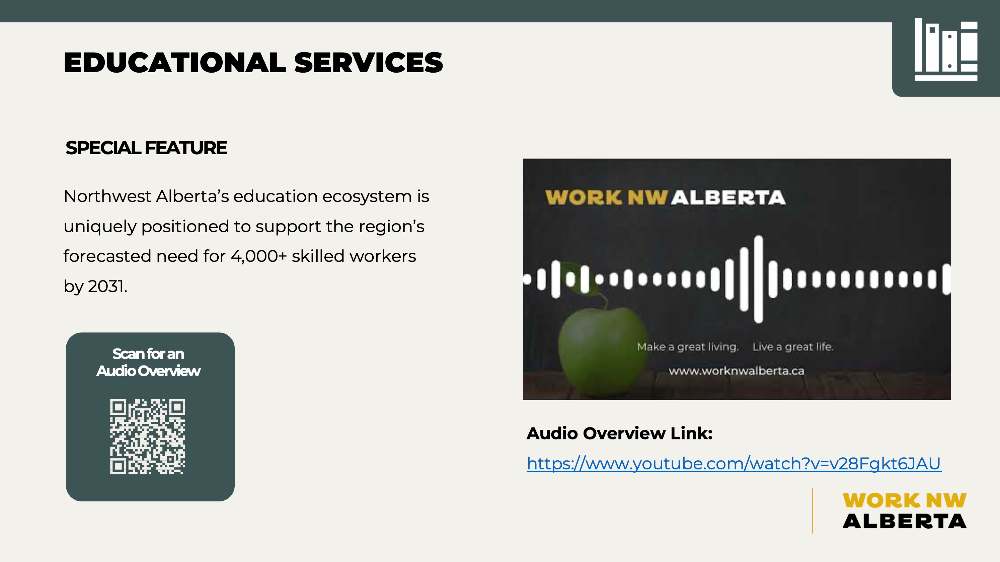 EDUCATIONAL SERVICES
SPECIAL FEATURE
Northwest Alberta’s education ecosystem is
uniquely positioned to support the region’s
forecasted need for 4,000+ skilled workers
by 2031.
Scan for an
Audio Overview
WORK NW ALBERTA
Make a great living. Live a great life.
www.worknwalberta.ca
Audio Overview Link:
https://www.youtube.com/watch?v=v28Fgkt6JAU
WORK NW
ALBERTA